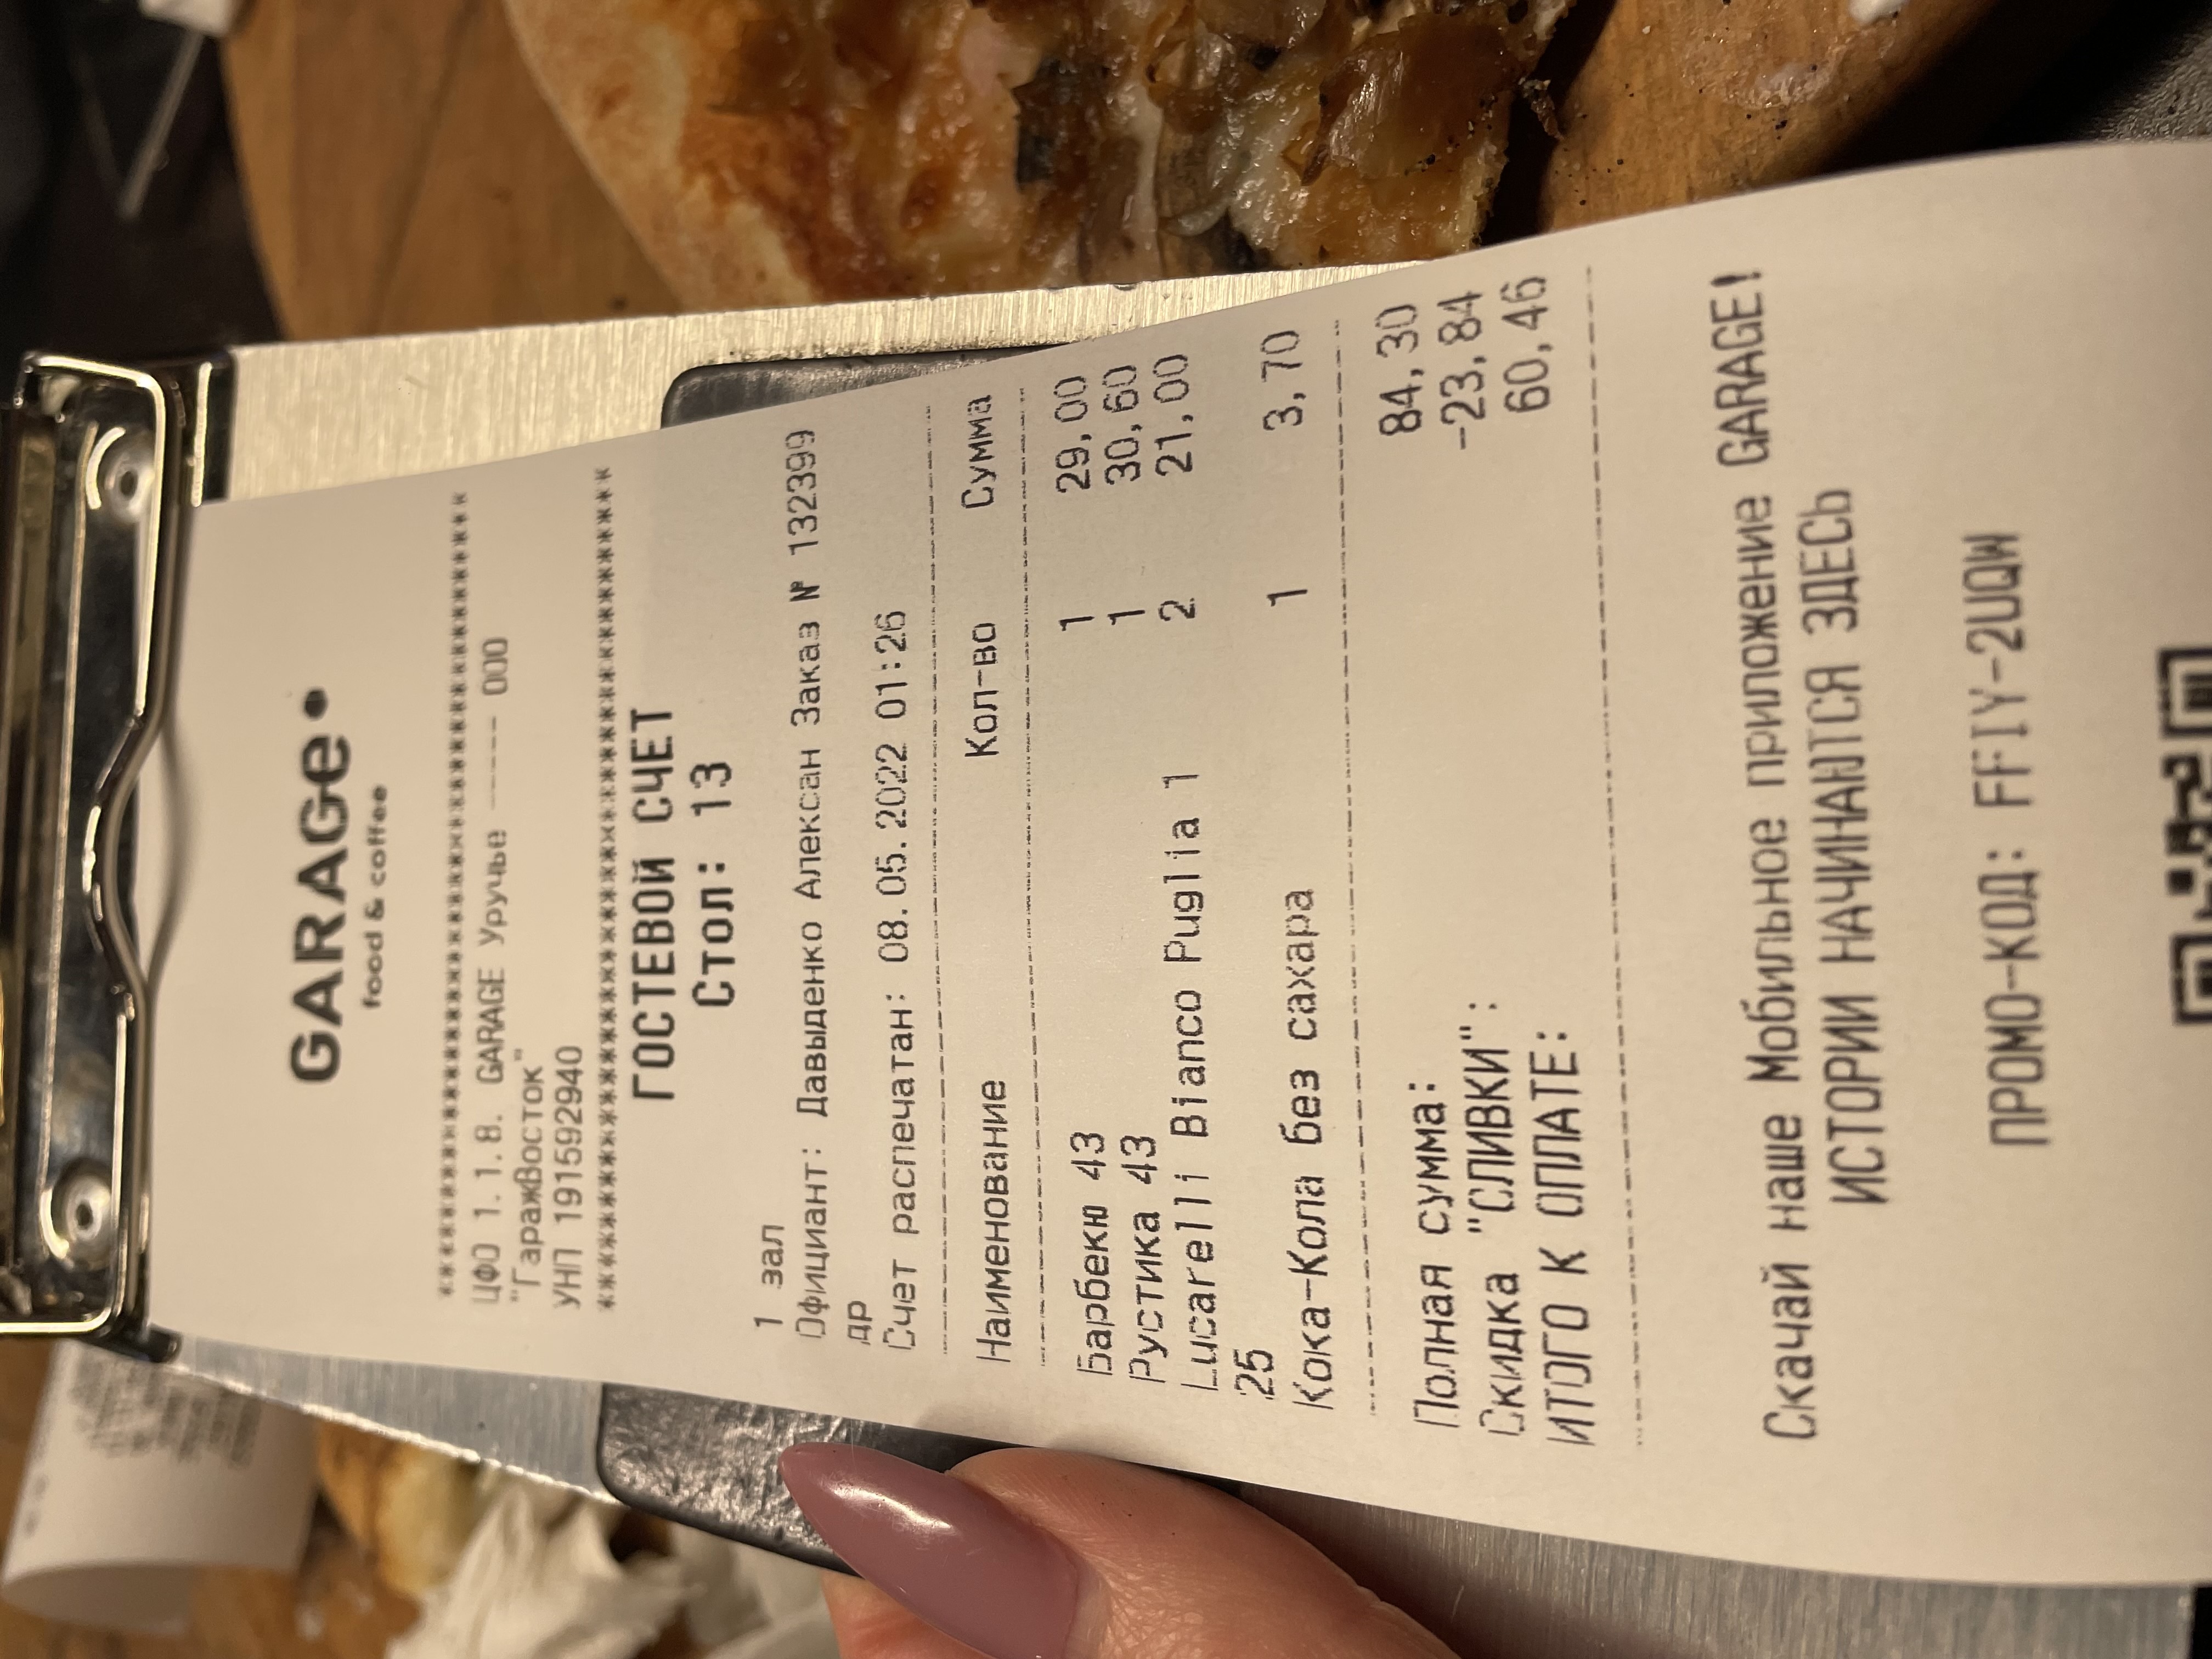 GARAGE
food & coffee
****************************************
ЦФО 1.1.8. GARAGE Уручье ----- ООО
"ГаражВосток"
УНП 191592940
****************************************
ГОСТЕВОЙ СЧЕТ
Стол: 13
1 зал
Официант: Давыденко Алексан Заказ № 132399
др
Счет распечатан: 08.05.2022 01:26
Наименование Кол-во Сумма
Барбекю 43 1 29,00
Рустика 43 1 30,60
Lucarelli Bianco Puglia 1 2 21,00
25
Кока-Кола без сахара 1 3,70
Полная сумма: 84,30
Скидка "СЛИВКИ": -23,84
ИТОГО К ОПЛАТЕ: 60,46
Скачай наше Мобильное приложение GARAGE!
ИСТОРИИ НАЧИНАЮТСЯ ЗДЕСЬ
ПРОМО-КОД: FFIY-2UQW